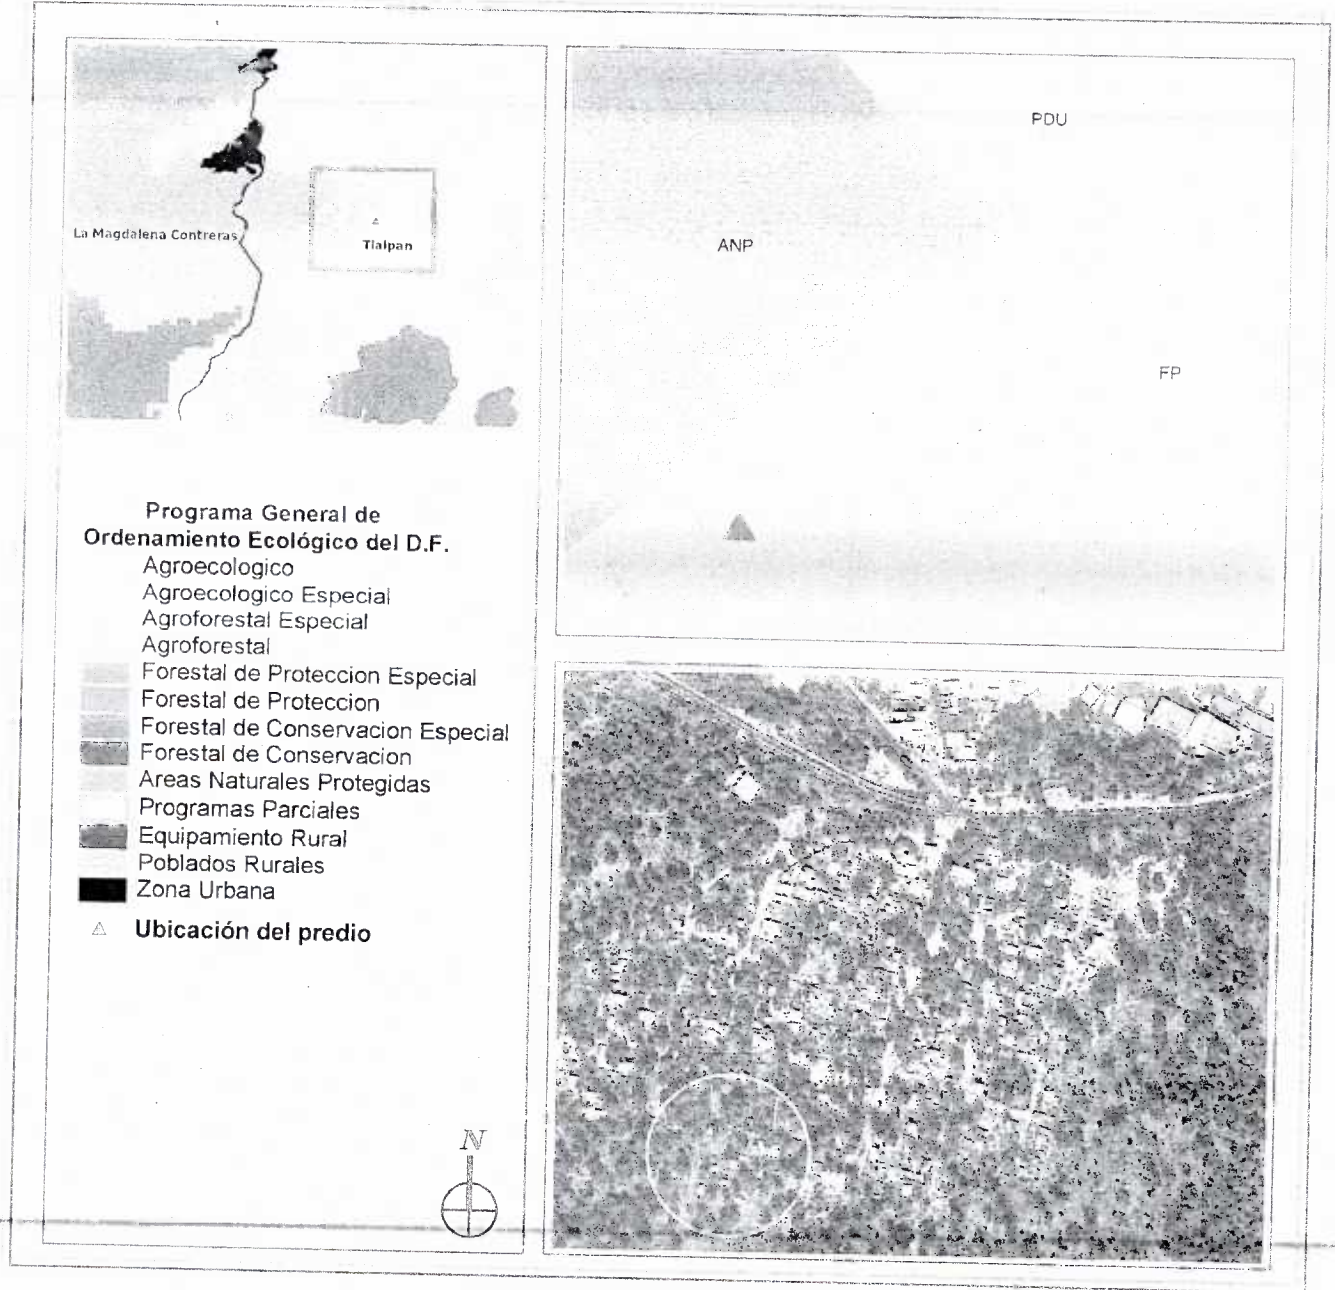 La Magdalena Contreras
Tlalpan
PDU
ANP
FP
Programa General de
Ordenamiento Ecológico del D.F.
Agroecologico
Agroecologico Especial
Agroforestal Especial
Agroforestal
Forestal de Proteccion Especial
Forestal de Proteccion
Forestal de Conservacion Especial
Forestal de Conservacion
Areas Naturales Protegidas
Programas Parciales
Equipamiento Rural
Poblados Rurales
Zona Urbana
Ubicación del predio
N